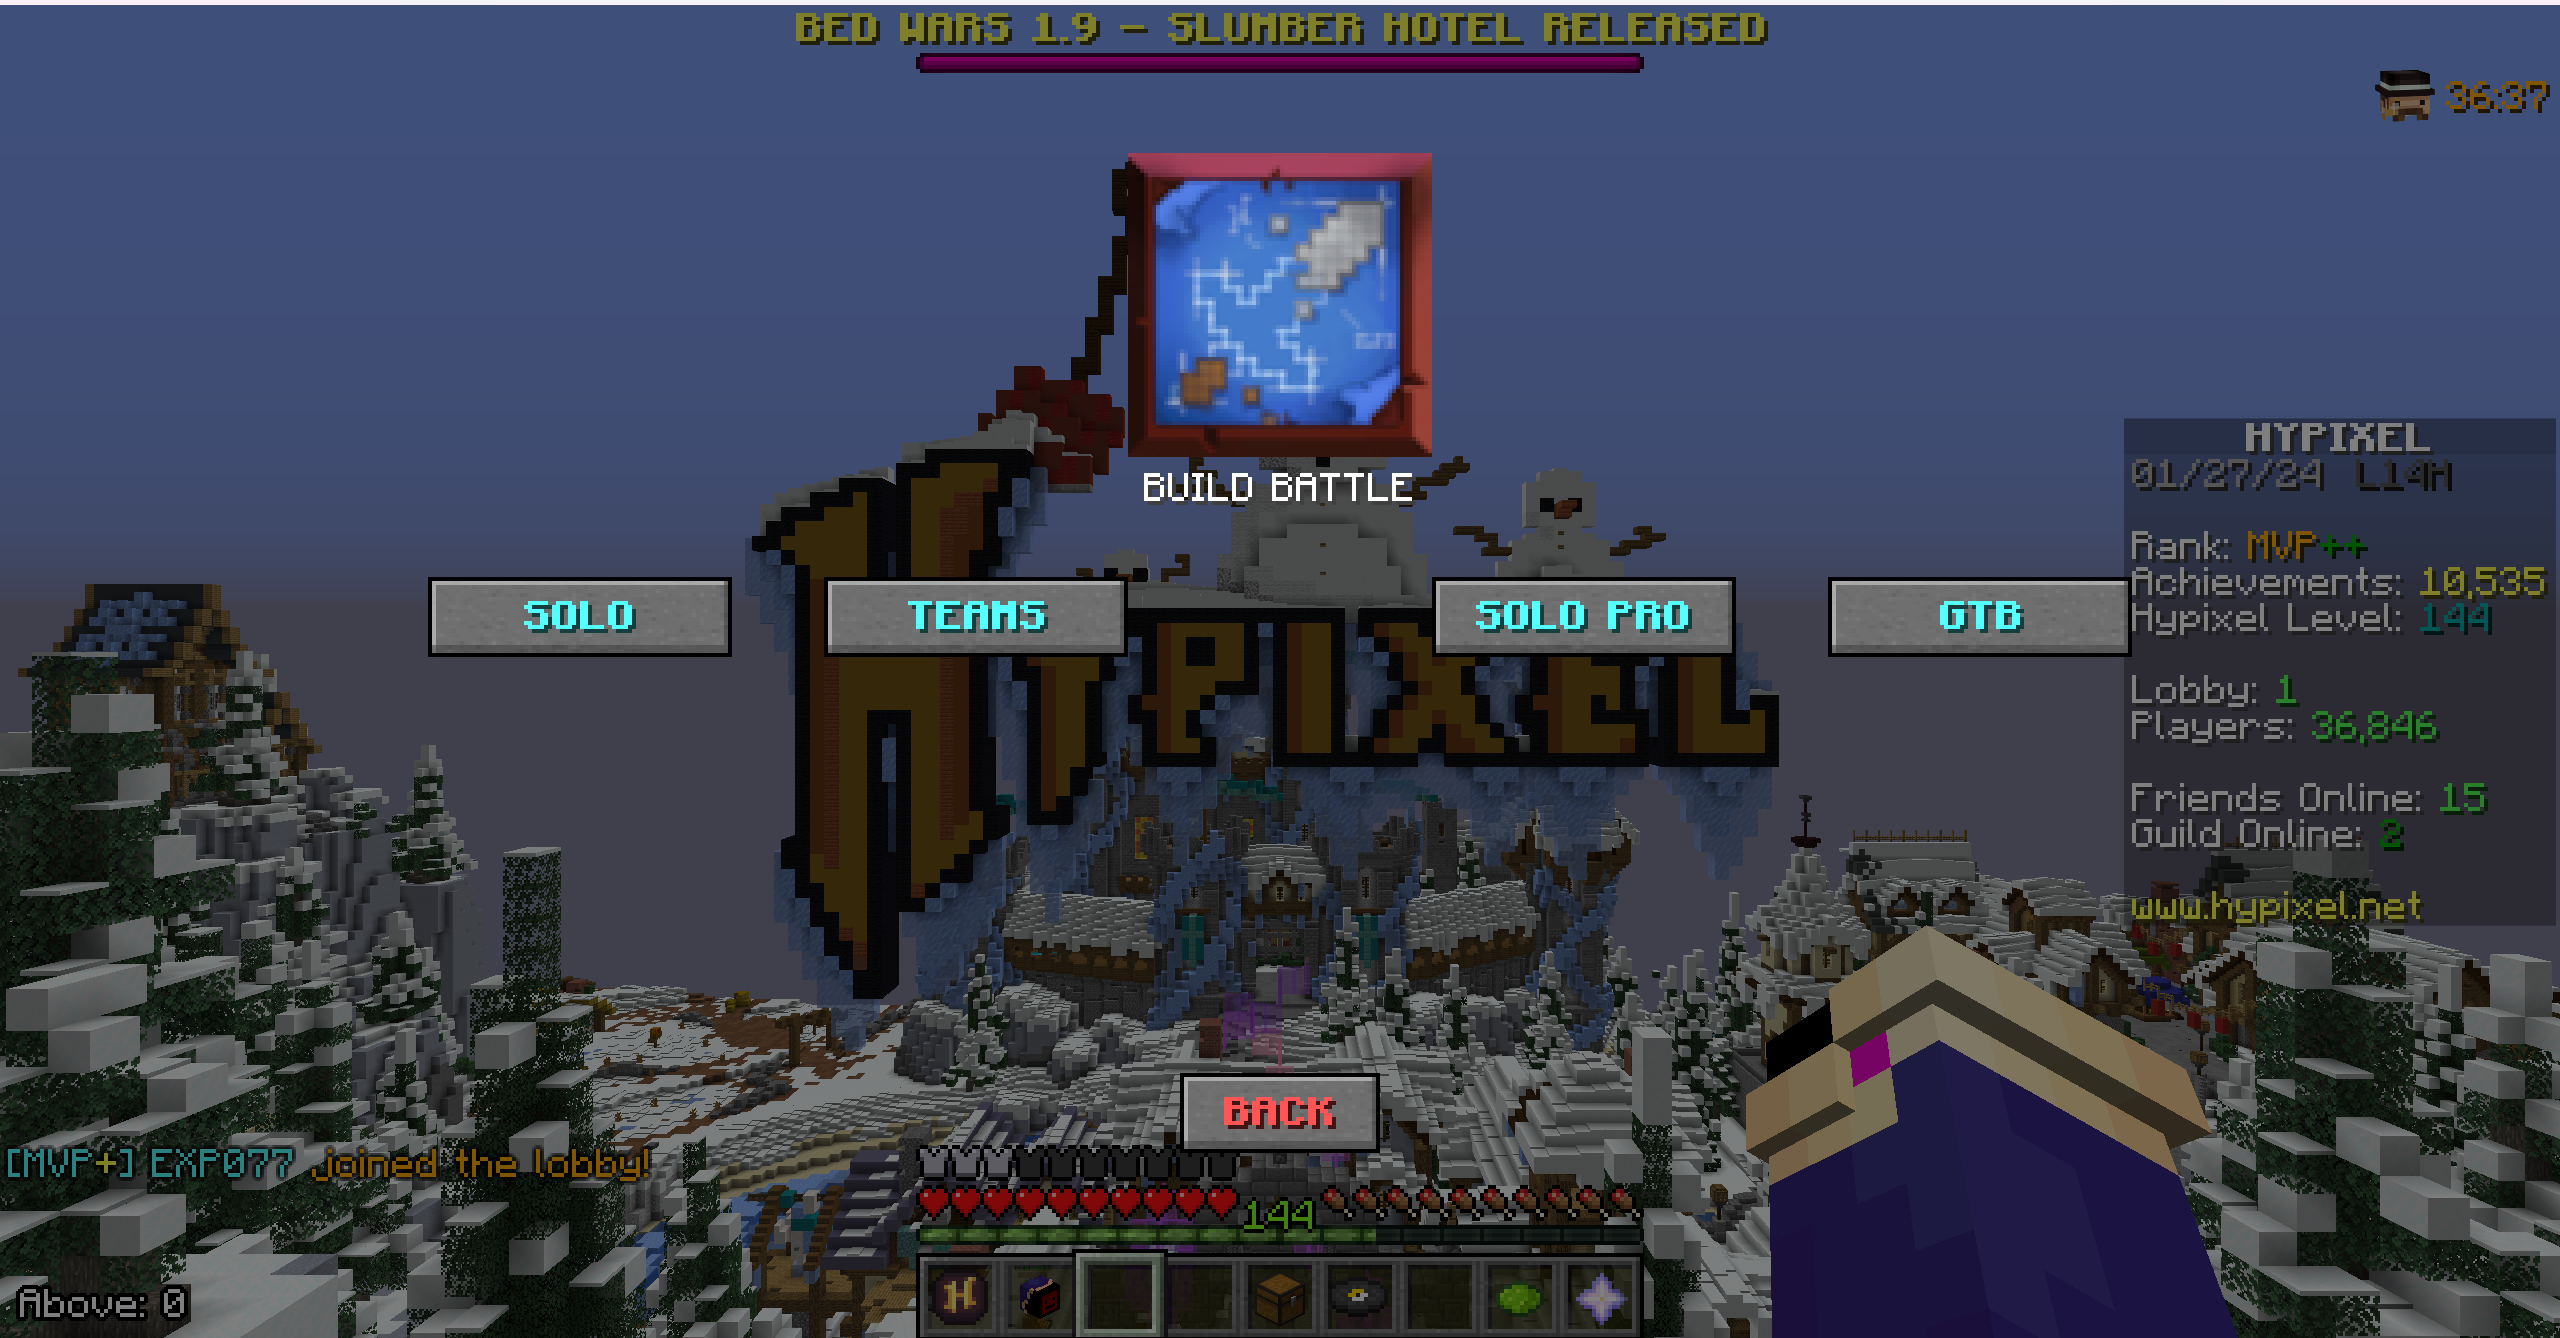 BED WARS 1.9 - SLUMBER HOTEL RELEASED
36:37
BUILD BATTLE
SOLO
TEAMS
SOLO PRO
GTB
HYPIXEL
HYPIXEL
01/27/24 L14H
Rank: MVP++
Achievements: 10,535
Hypixel Level: 144
Lobby: 1
Players: 36,846
Friends Online: 15
Guild Online: 2
www.hypixel.net
BACK
[MVP+] EXP077 joined the lobby!
144
H
Above: 0